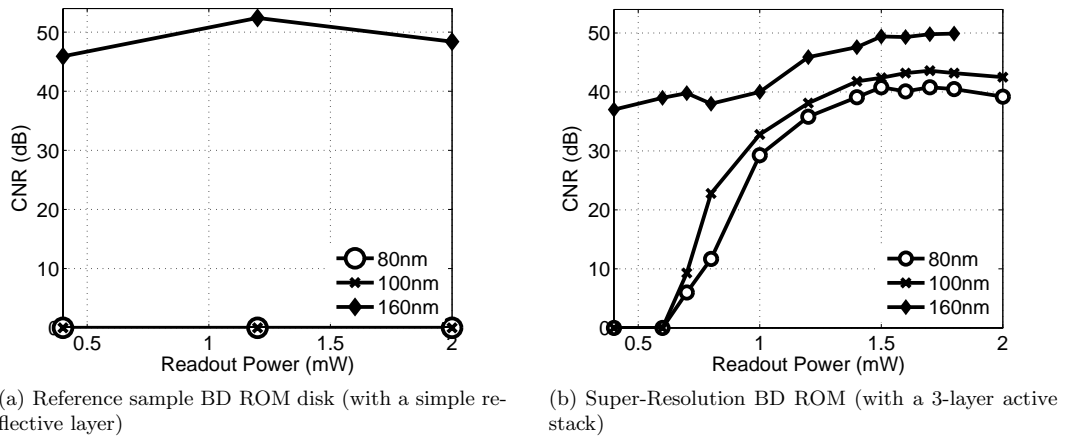 50
40
30
20
10
0
CNR (dB)
0.5 1 1.5 2
Readout Power (mW)
80nm
100nm
160nm
(a) Reference sample BD ROM disk (with a simple re-
flective layer)
50
40
30
20
10
0
CNR (dB)
0.5 1 1.5 2
Readout Power (mW)
80nm
100nm
160nm
(b) Super-Resolution BD ROM (with a 3-layer active
stack)